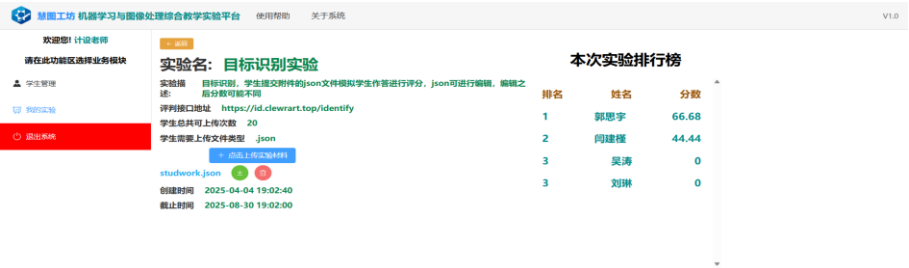 慧图工坊 机器学习与图像处理综合教学实验平台 使用帮助 关于系统 V1.0
欢迎您! 计设老师
请在此功能区选择业务模块
学生管理
我的实验
退出系统
实验名: 目标识别实验
实验描述: 目标识别，学生提交附件的json文件模拟学生作答进行评分，json可进行编辑，编辑之后分数可能不同
评判接口地址 https://id.clewrart.top/identify
学生总共可上传次数 20
学生需要上传文件类型 .json
+ 点击上传实验材料
studwork.json
创建时间 2025-04-04 19:02:40
截止时间 2025-08-30 19:02:00
本次实验排行榜
排名 姓名 分数
1 郭思宇 66.68
2 闫建槿 44.44
3 吴涛 0
3 刘琳 0